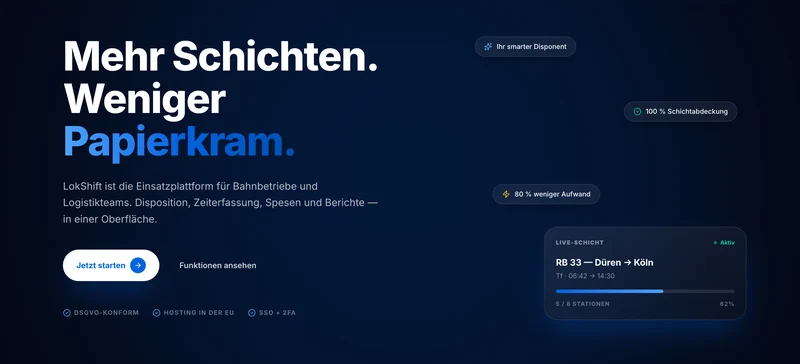 Mehr Schichten.
Weniger
Papierkram.
LokShift ist die Einsatzplattform für Bahnbetriebe und
Logistikteams. Disposition, Zeiterfassung, Spesen und Berichte —
in einer Oberfläche.
Jetzt starten →
Funktionen ansehen
DSGVO-KONFORM
HOSTING IN DER EU
SSO + 2FA
Ihr smarter Disponent
100 % Schichtabdeckung
80 % weniger Aufwand
LIVE-SCHICHT
Aktiv
RB 33 — Düren → Köln
Tf · 06:42 → 14:30
5 / 8 STATIONEN
62%